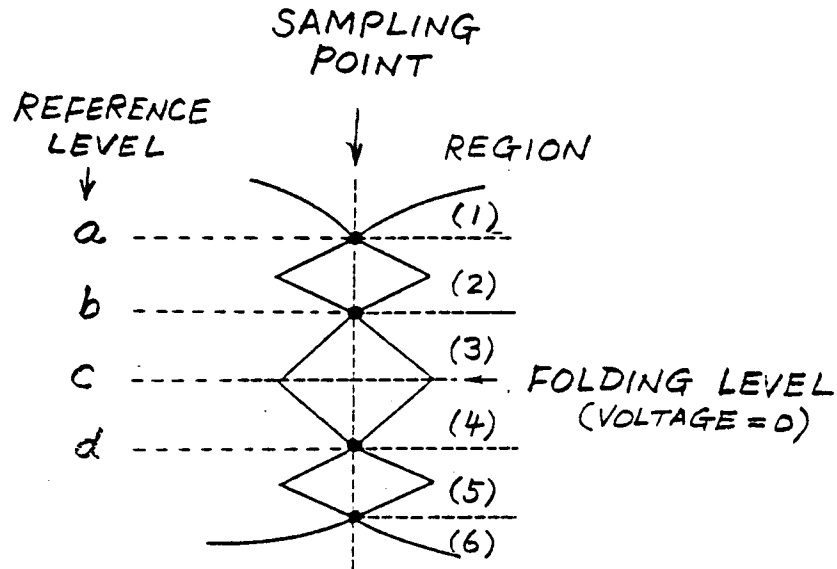 SAMPLING
POINT
REFERENCE
LEVEL
REGION
a
(1)
(2)
b
(3)
c
FOLDING LEVEL
(VOLTAGE = 0)
(4)
d
(5)
(6)